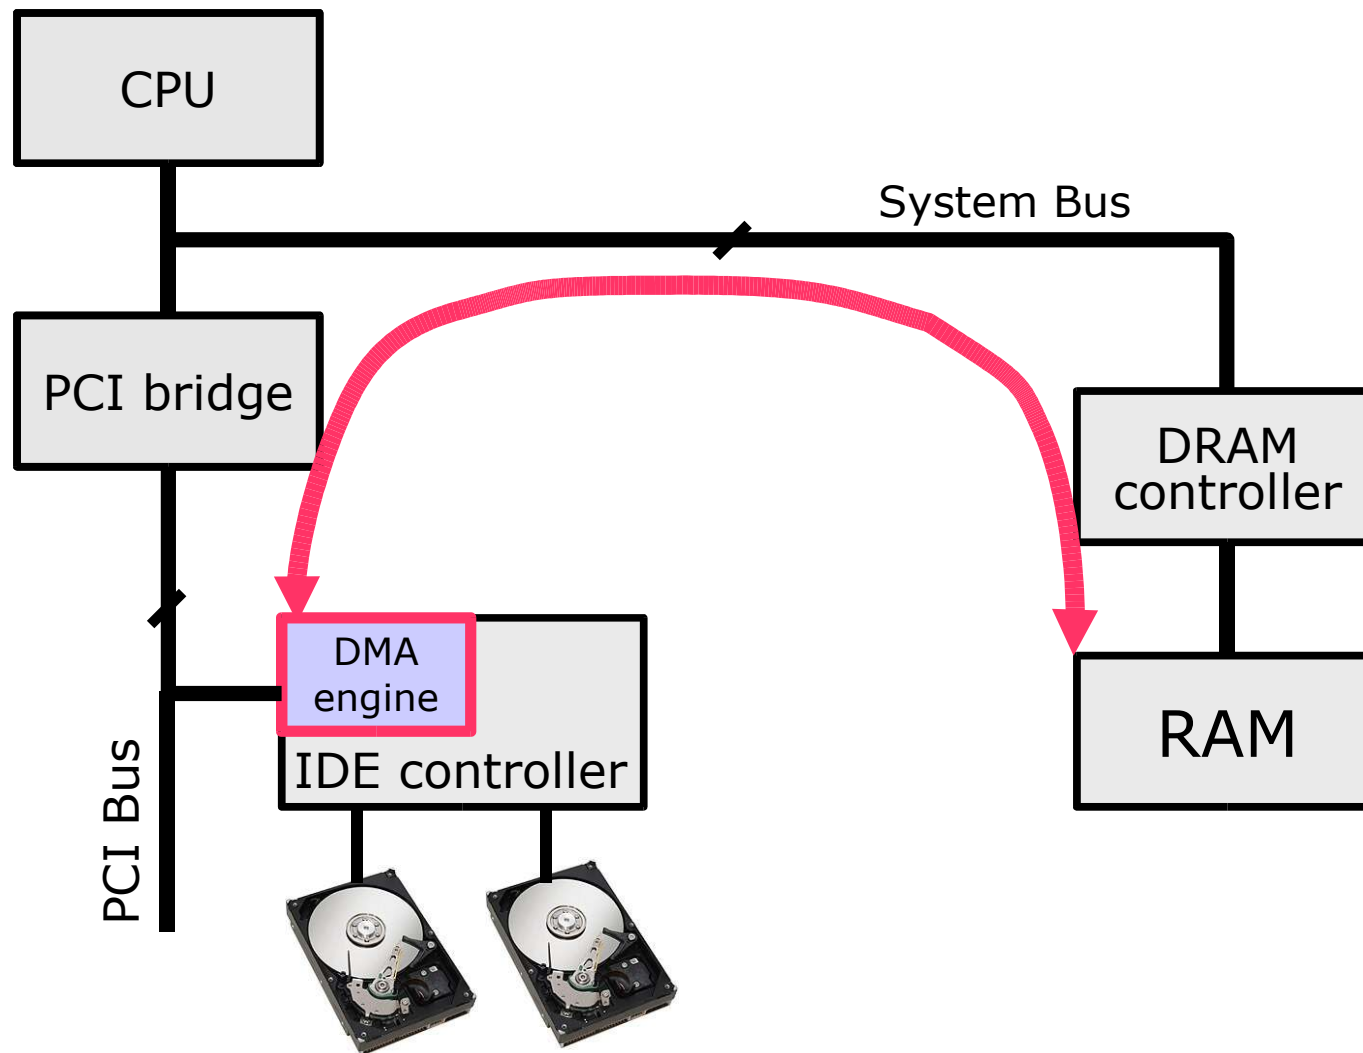 CPU
System Bus
PCI bridge
DRAM
controller
DMA
engine
IDE controller
RAM
PCI Bus